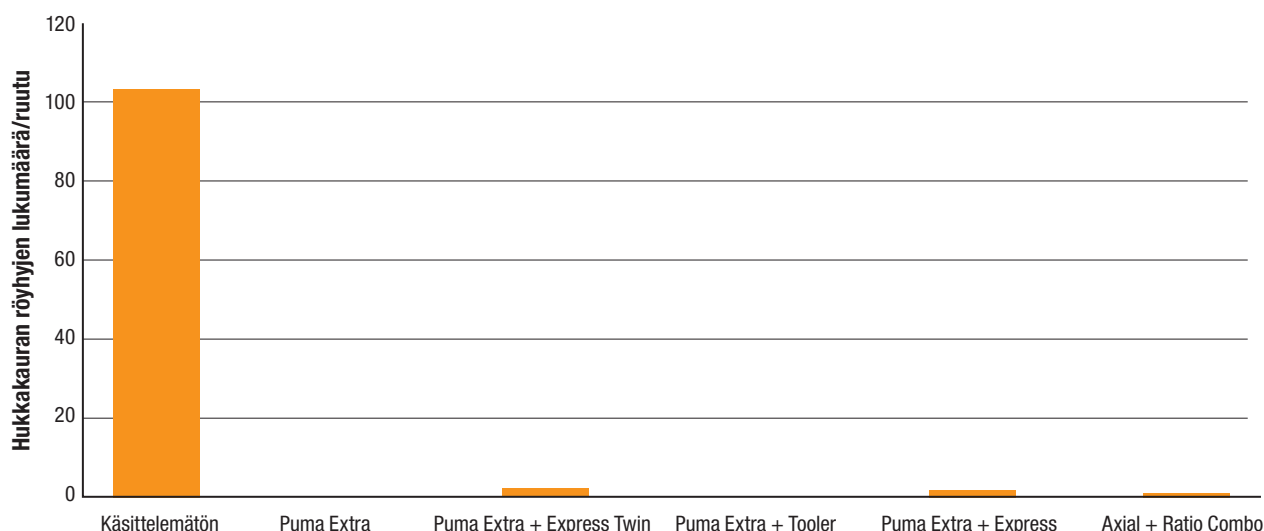 Hukkakauran röyhyjen lukumäärä/ruutu
120
100
80
60
40
20
0
Käsittelemätön
Puma Extra
Puma Extra + Express Twin
Puma Extra + Tooler
Puma Extra + Express
Axial + Ratio Combo